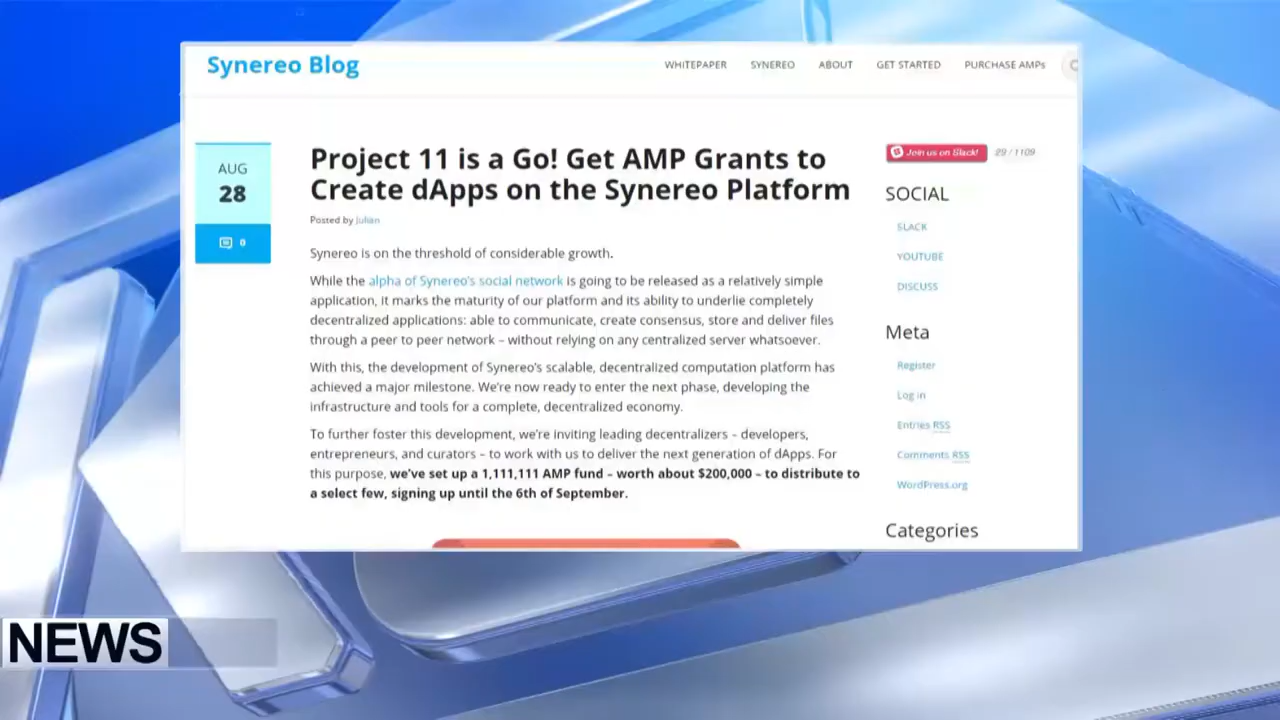 Synereo Blog
WHITEPAPER SYNEREO ABOUT GET STARTED PURCHASE AMPs
AUG
28
0
Project 11 is a Go! Get AMP Grants to
Create dApps on the Synereo Platform
Posted by Julian
Synereo is on the threshold of considerable growth.
While the alpha of Synereo's social network is going to be released as a relatively simple
application, it marks the maturity of our platform and its ability to underlie completely
decentralized applications: able to communicate, create consensus, store and deliver files
through a peer to peer network – without relying on any centralized server whatsoever.
With this, the development of Synereo's scalable, decentralized computation platform has
achieved a major milestone. We're now ready to enter the next phase, developing the
infrastructure and tools for a complete, decentralized economy.
To further foster this development, we're inviting leading decentralizers – developers,
entrepreneurs, and curators – to work with us to deliver the next generation of dApps. For
this purpose, we've set up a 1,111,111 AMP fund – worth about $200,000 – to distribute to
a select few, signing up until the 6th of September.
Join us on Slack! 29 / 1109
SOCIAL
SLACK
YOUTUBE
DISCUSS
Meta
Register
Log in
Entries RSS
Comments RSS
WordPress.org
Categories
NEWS